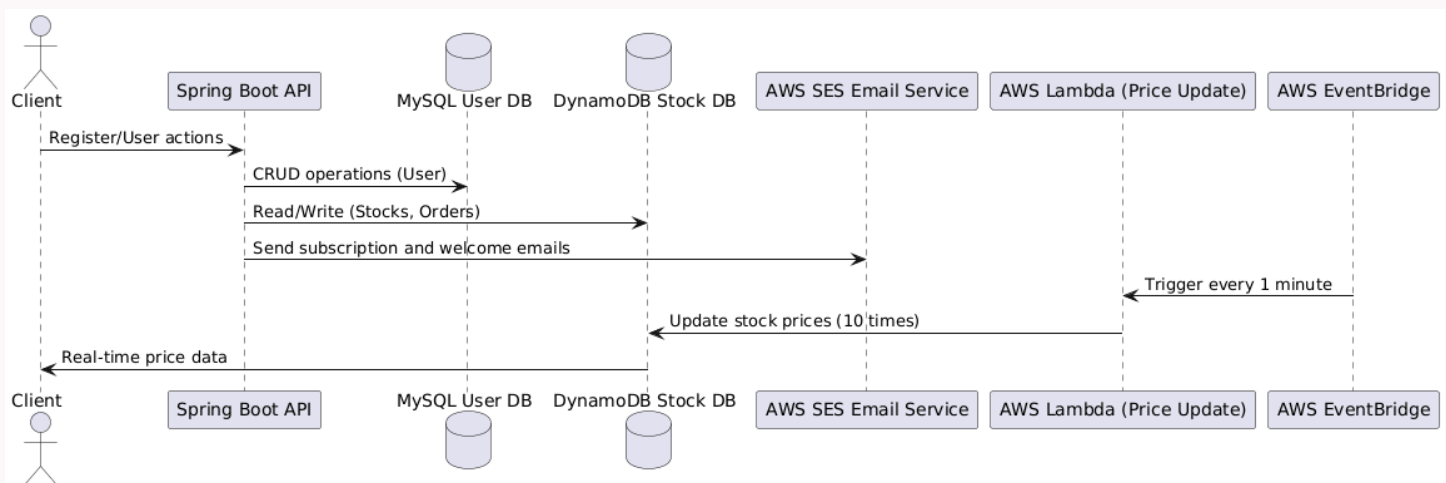 Client
Spring Boot API
MySQL User DB
DynamoDB Stock DB
AWS SES Email Service
AWS Lambda (Price Update)
AWS EventBridge
Register/User actions
CRUD operations (User)
Read/Write (Stocks, Orders)
Send subscription and welcome emails
Trigger every 1 minute
Update stock prices (10 times)
Real-time price data
Client
Spring Boot API
MySQL User DB
DynamoDB Stock DB
AWS SES Email Service
AWS Lambda (Price Update)
AWS EventBridge